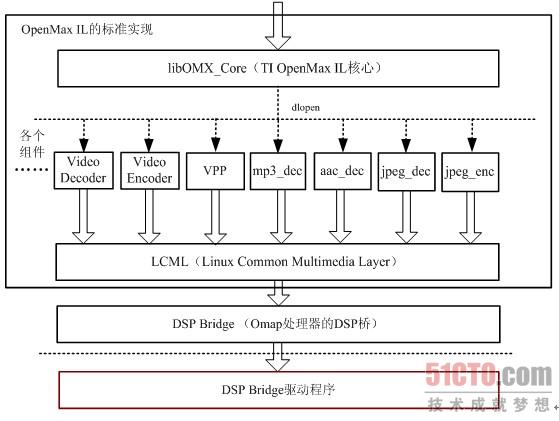 OpenMax IL的标准实现
libOMX_Core（TI OpenMax IL核心）
dlopen
各个
组件
……
Video
Decoder
Video
Encoder
VPP
mp3_dec
aac_dec
jpeg_dec
jpeg_enc
LCML（Linux Common Multimedia Layer）
DSP Bridge （Omap处理器的DSP桥）
DSP Bridge驱动程序
51CTO.com
技术成就梦想